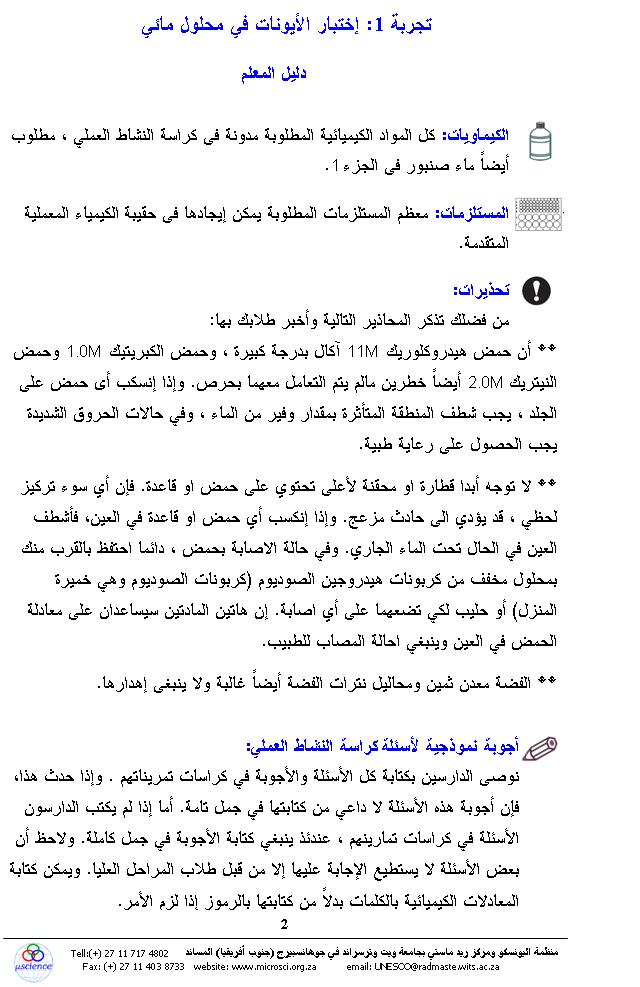 تجربة 1: إختبار الأيونات في محلول مائي
دليل المعلم
الكيماويات: كل المواد الكيميائية المطلوبة مدونة فى كراسة النشاط العملي ، مطلوب
أيضاً ماء صنبور فى الجزء 1.
المستلزمات: معظم المستلزمات المطلوبة يمكن إيجادها فى حقيبة الكيمياء المعملية
المتقدمة.
تحذيرات:
من فضلك تذكر المحاذير التالية وأخبر طلابك بها:
** أن حمض هيدروكلوريك 11M آكال بدرجة كبيرة ، وحمض الكبريتيك 1.0M وحمض
النيتريك 2.0M أيضاً خطرين مالم يتم التعامل معهما بحرص. وإذا إنسكب أى حمض على
الجلد ، يجب شطف المنطقة المتأثرة بمقدار وفير من الماء ، وفي حالات الحروق الشديدة
يجب الحصول على رعاية طبية.
** لا توجه أبدا قطارة او محقنة لأعلى تحتوي على حمض او قاعدة. فإن أي سوء تركيز
لحظي ، قد يؤدي الى حادث مزعج. وإذا إنكسب أي حمض او قاعدة في العين، فأشطف
العين في الحال تحت الماء الجاري. وفي حالة الاصابة بحمض ، دائما احتفظ بالقرب منك
بمحلول مخفف من كربونات هيدروجين الصوديوم (كربونات الصوديوم وهي خميرة
المنزل) أو حليب لكي تضعهما على أي اصابة. إن هاتين المادتين سيساعدان على معادلة
الحمض في العين وينبغي احالة المصاب للطبيب.
** الفضة معدن ثمين ومحاليل نترات الفضة أيضاً غالبة ولا ينبغي إهدارها.
أجوبة نموذجية لأسئلة كراسة النشاط العملي:
نوصى الدارسين بكتابة كل الأسئلة والأجوبة في كراسات تمريناتهم . وإذا حدث هذا،
فإن أجوبة هذه الأسئلة لا داعي من كتابتها في جمل تامة. أما إذا لم يكتب الدارسون
الأسئلة في كراسات تمارينهم ، عندئذ ينبغي كتابة الأجوبة في جمل كاملة. ولاحظ أن
بعض الأسئلة لا يستطيع الإجابة عليها إلا من قبل طلاب المراحل العليا. ويمكن كتابة
المعادلات الكيميائية بالكلمات بدلاً من كتابتها بالرموز إذا لزم الأمر.
2
منظمة اليونسكو ومركز ريد ماستي بجامعة ويت وترسراند في جوهانسبيرج (جنوب أفريقيا) المساند Tell:(+) 27 11 717 4802
Fax: (+) 27 11 403 8733 website: www.microsci.org.za email: UNESCO@radmaste.wits.ac.za
µscience